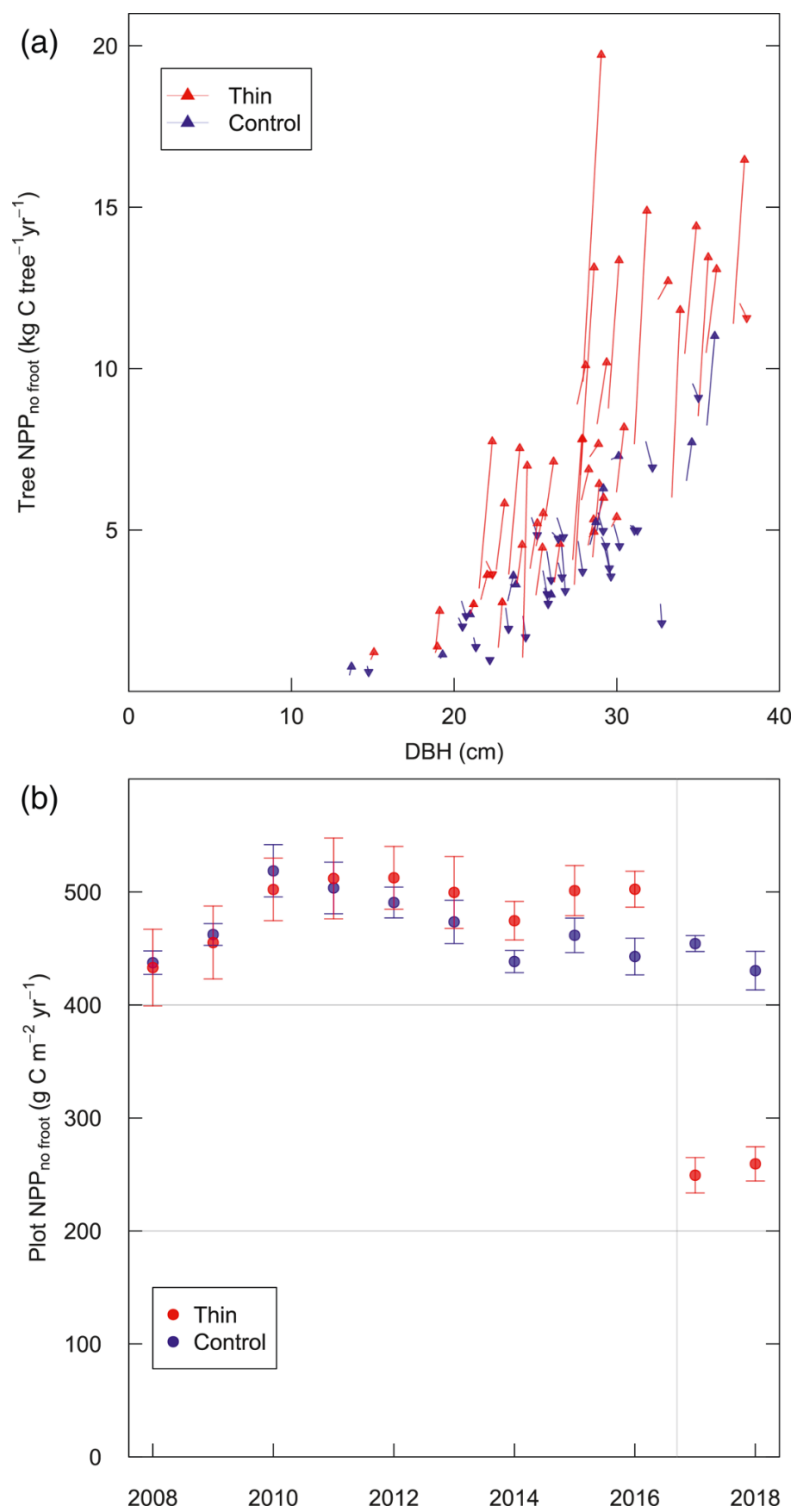 (a)
20
15
10
5
Thin
Control
Tree NPPno froot (kg C tree−1yr−1)
0 10 20 30 40
DBH (cm)
(b)
500
400
300
200
100
0
Plot NPPno froot (g C m−2 yr−1)
Thin
Control
2008 2010 2012 2014 2016 2018